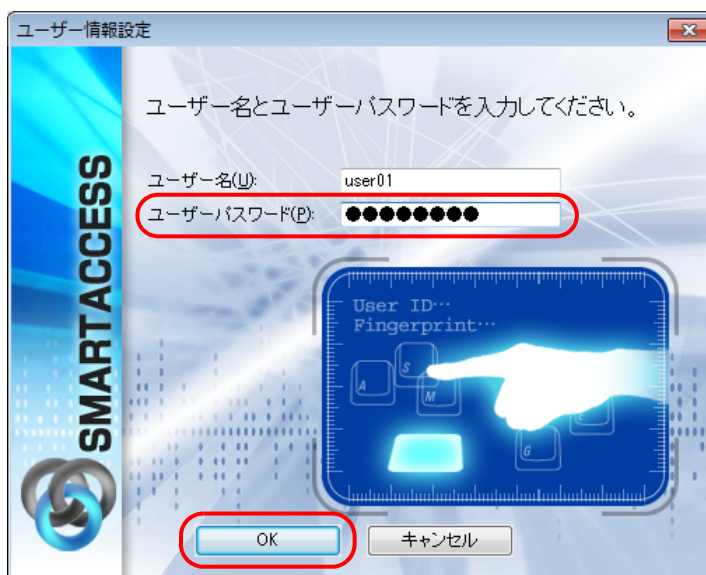 ユーザー情報設定
SMARTACCESS
ユーザー名とユーザーパスワードを入力してください。
ユーザー名(U):
user01
ユーザーパスワード(P):
●●●●●●●●
User ID…
Fingerprint…
S
A
M
G
OK
キャンセル